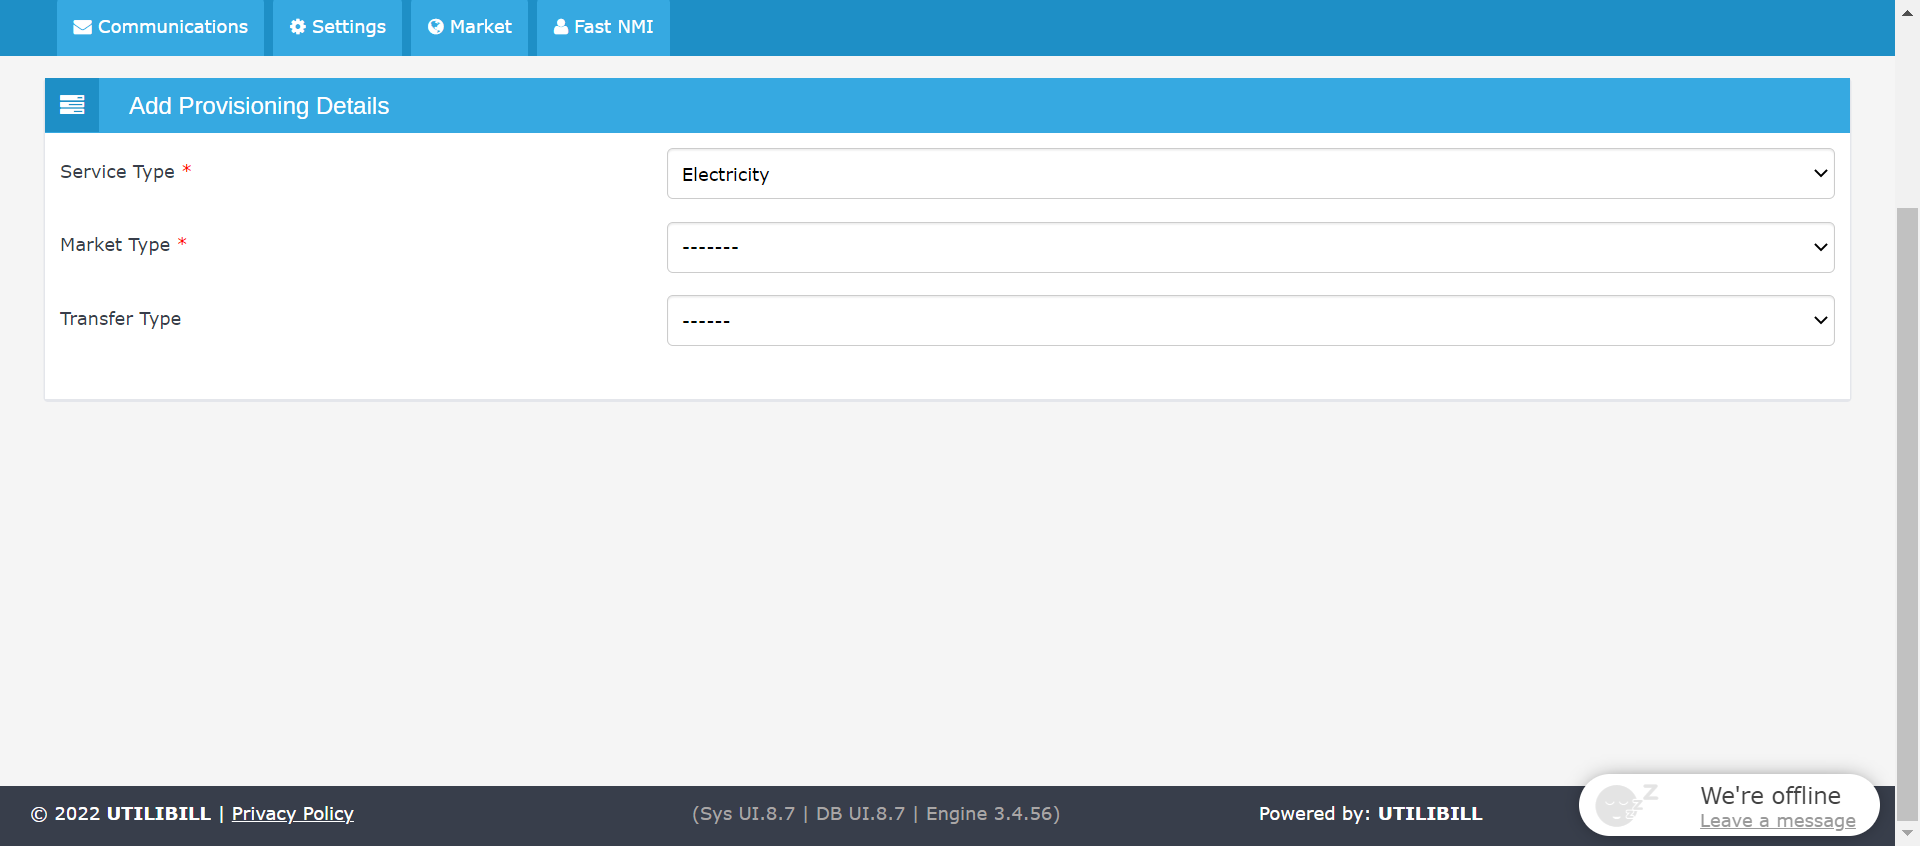 Communications
Settings
Market
Fast NMI
Add Provisioning Details
Service Type *
Electricity
Market Type *
-------
Transfer Type
------
© 2022 UTILIBILL | Privacy Policy
(Sys UI.8.7 | DB UI.8.7 | Engine 3.4.56)
Powered by: UTILIBILL
We're offline
Leave a message